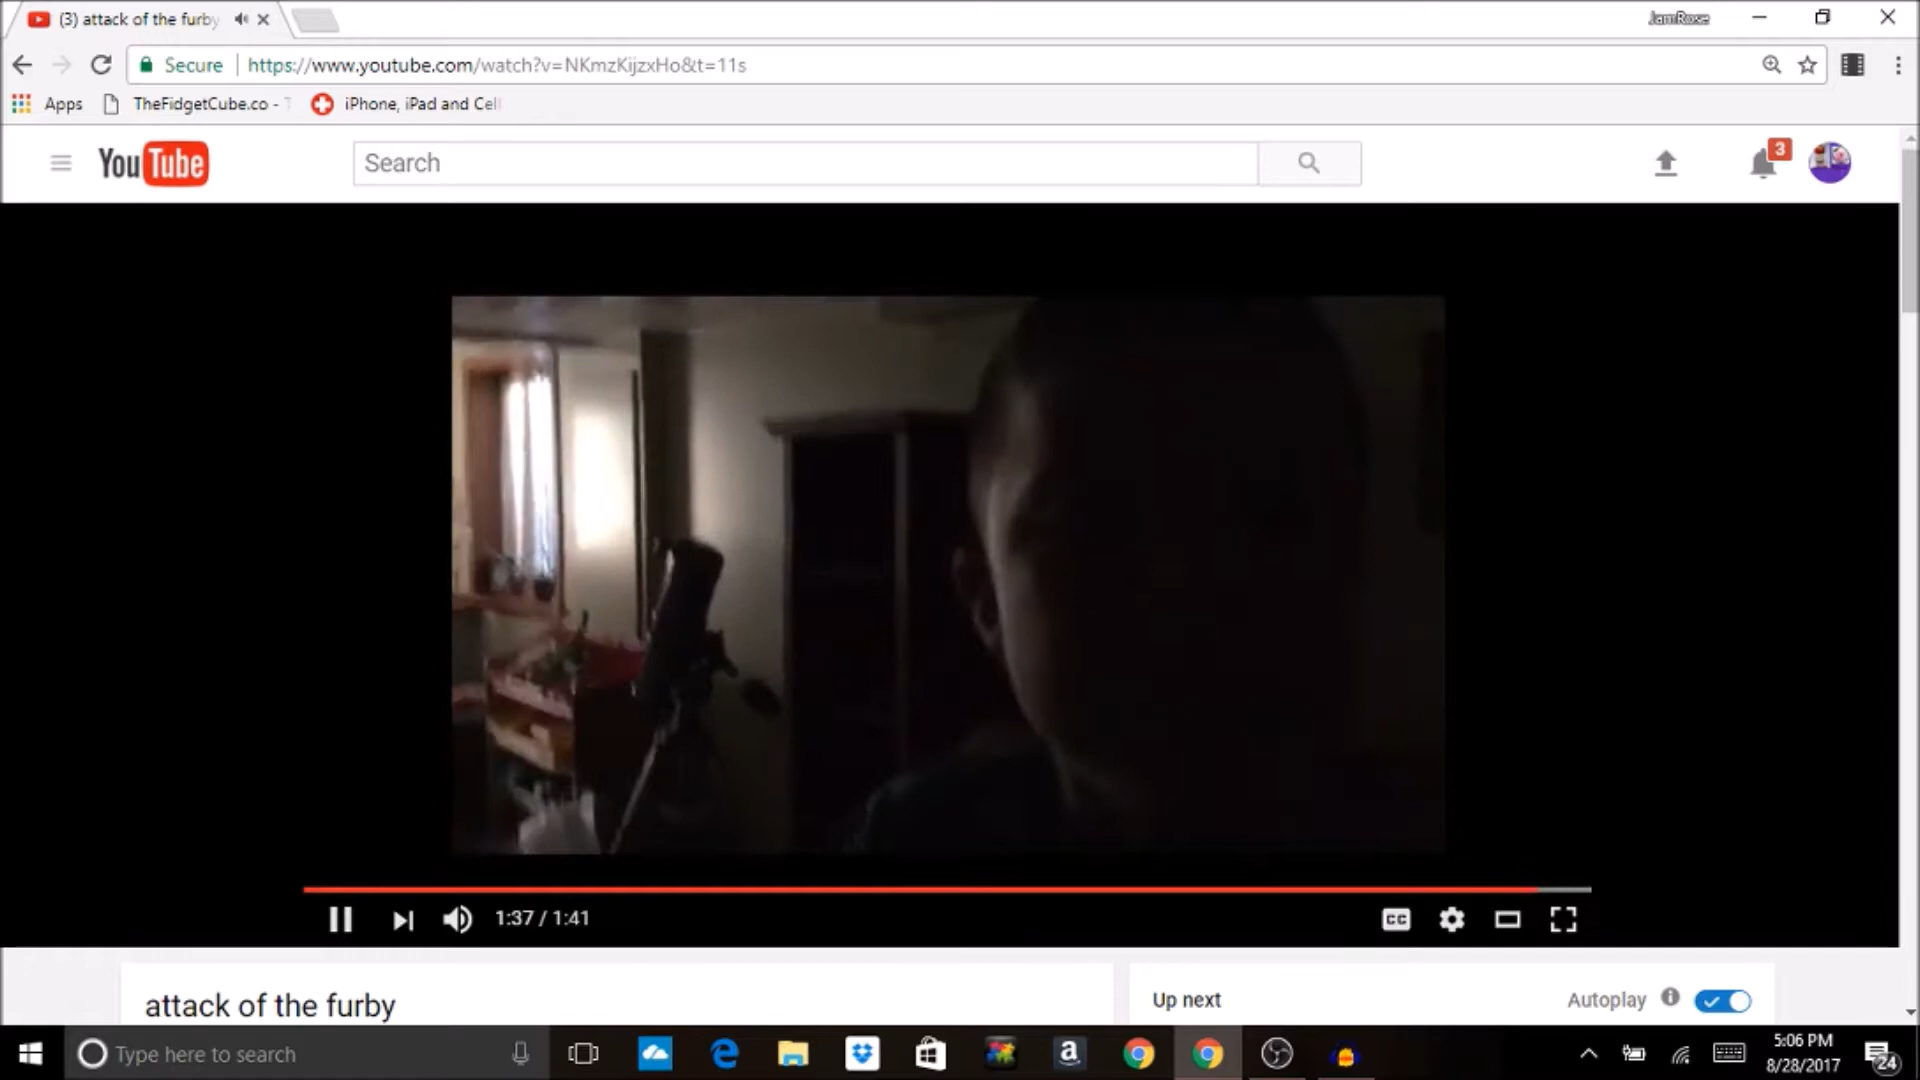 (3) attack of the furby
JamRose
Secure
https://www.youtube.com/watch?v=NKmzKijzxHo&t=11s
Apps
TheFidgetCube.co - T
iPhone, iPad and Cell
YouTube
Search
3
1:37 / 1:41
CC
attack of the furby
Up next
Autoplay
Type here to search
a
5:06 PM
8/28/2017
24